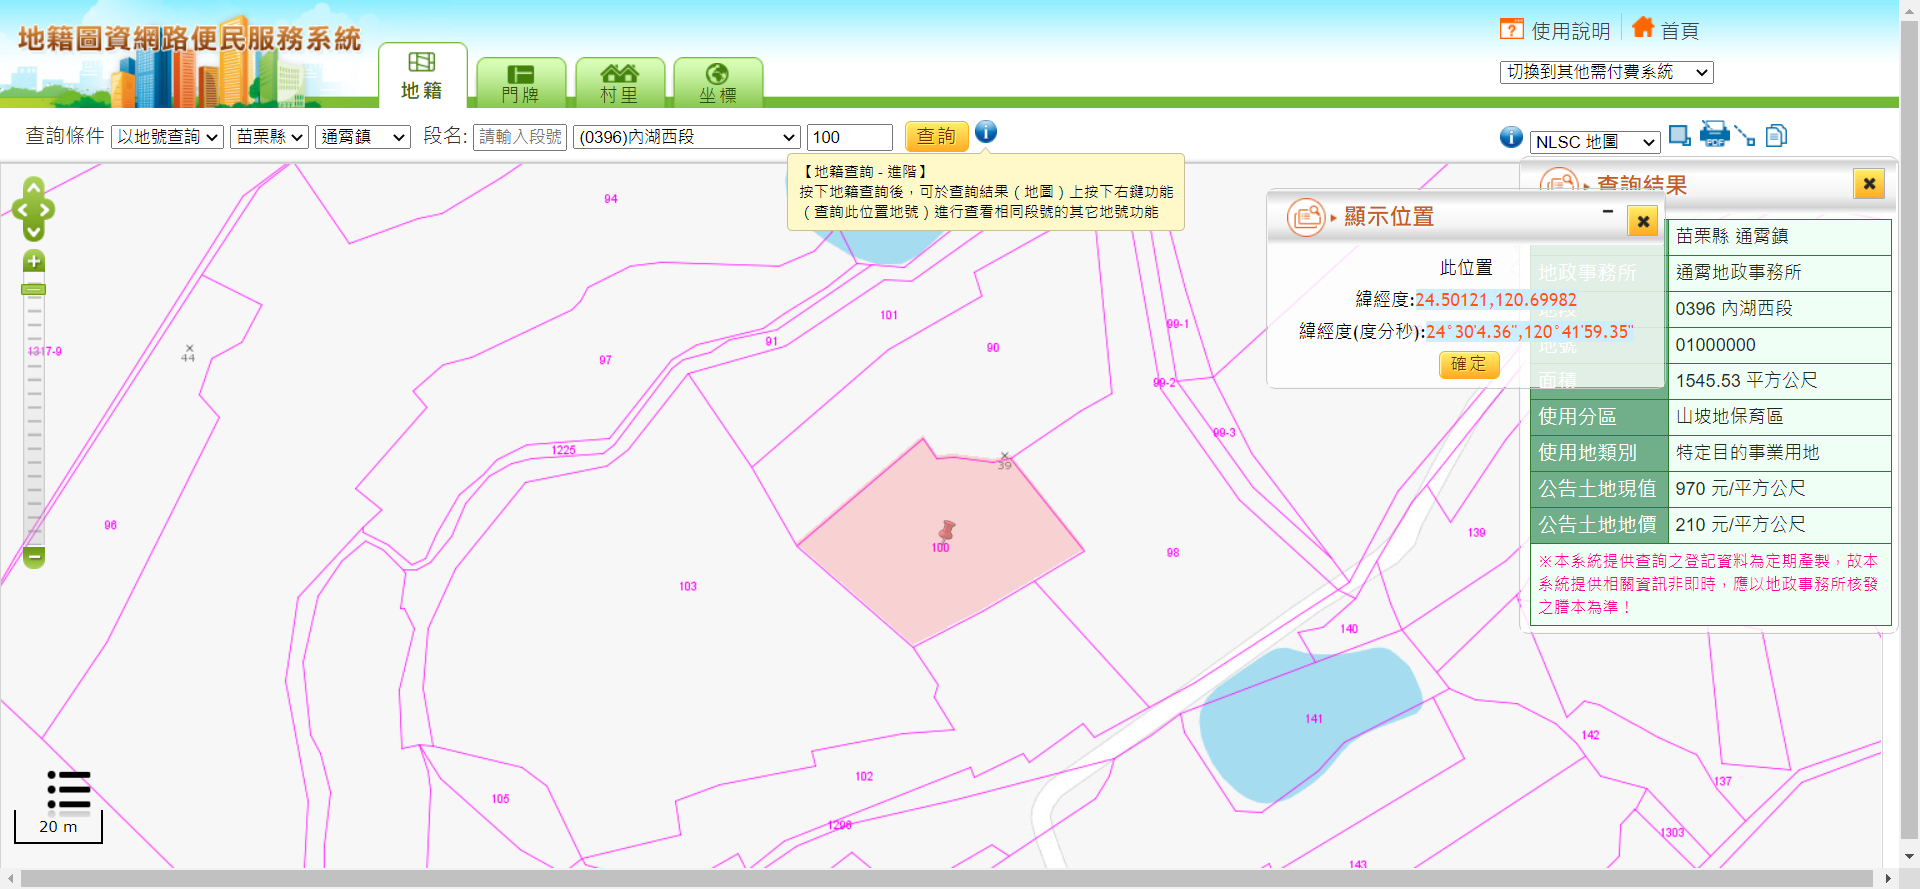 地籍圖資網路便民服務系統
地籍
門牌
村里
坐標
使用說明
首頁
切換到其他需付費系統
查詢條件
以地號查詢
苗栗縣
通霄鎮
段名:
請輸入段號
(0396)內湖西段
100
查詢
NLSC 地圖
【地籍查詢 - 進階】
按下地籍查詢後，可於查詢結果（地圖）上按下右鍵功能
（查詢此位置地號）進行查看相同段號的其它地號功能
查詢結果
顯示位置
此位置
緯經度:24.50121,120.69982
緯經度(度分秒):24°30'4.36",120°41'59.35"
確定
苗栗縣 通霄鎮
地政事務所
通霄地政事務所
地段
0396 內湖西段
地號
01000000
面積
1545.53 平方公尺
使用分區
山坡地保育區
使用地類別
特定目的事業用地
公告土地現值
970 元/平方公尺
公告土地地價
210 元/平方公尺
※本系統提供查詢之登記資料為定期產製，故本
系統提供相關資訊非即時，應以地政事務所核發
之謄本為準！
94
101
99-1
1317-9
44
97
91
90
99-2
99-3
1225
39
96
100
98
139
103
140
141
142
102
105
137
1296
1303
143
20 m